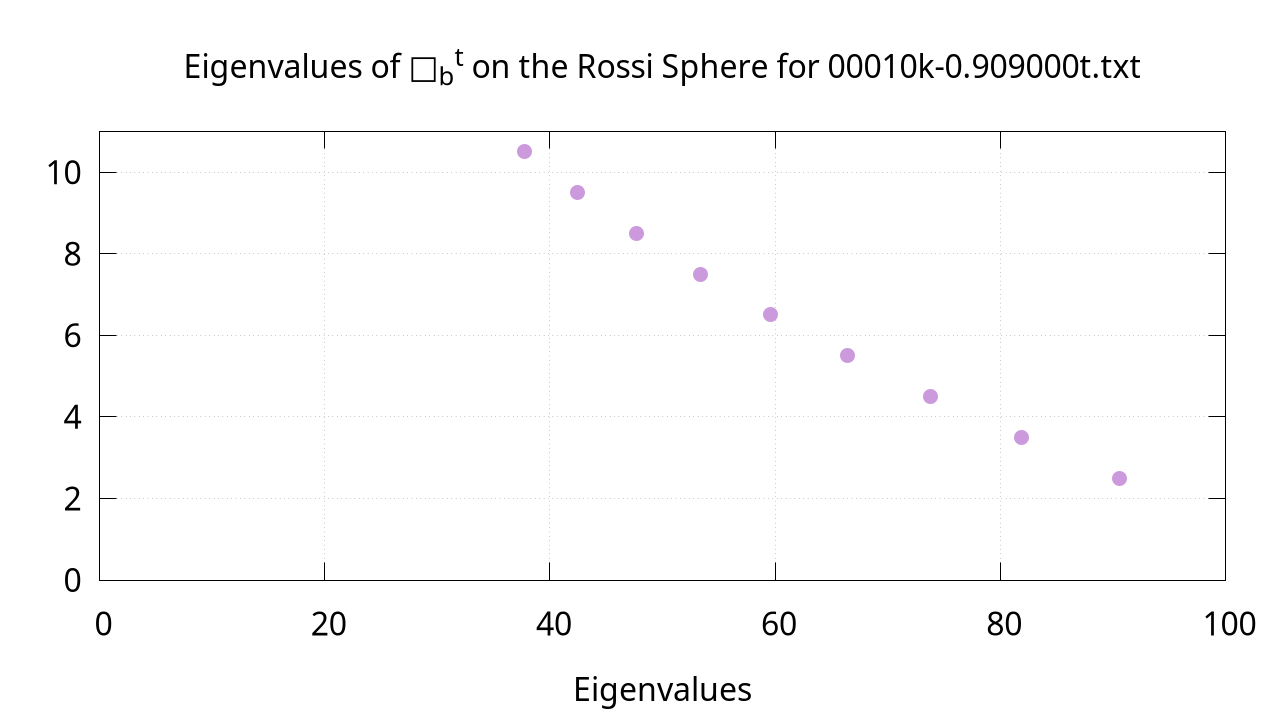 Eigenvalues of □_b^t on the Rossi Sphere for 00010k-0.909000t.txt
10
8
6
4
2
0
0 20 40 60 80 100
Eigenvalues